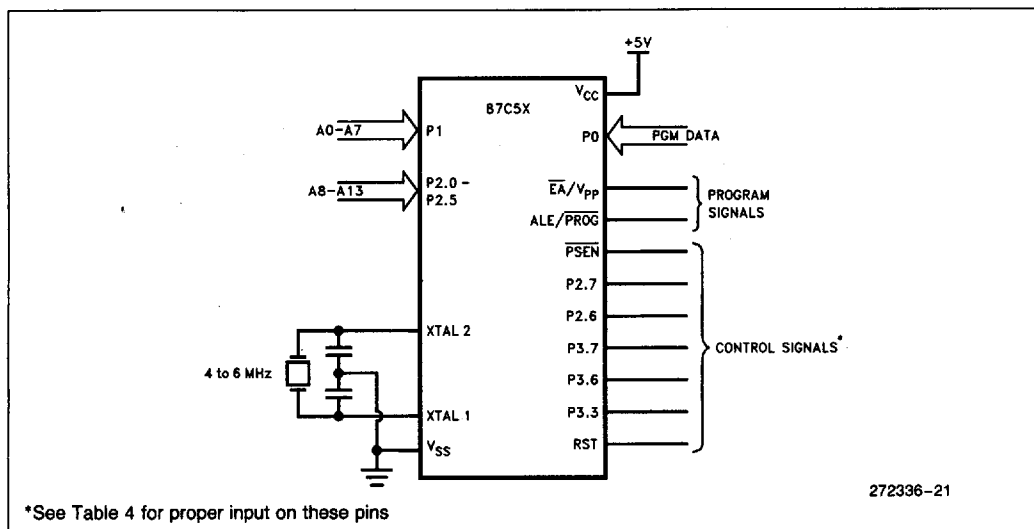 +5V
87C5X
VCC
A0-A7
P1
P0
PGM DATA
A8-A13
P2.0 -
P2.5
EA/VPP
ALE/PROG
PROGRAM
SIGNALS
PSEN
P2.7
P2.6
P3.7
P3.6
P3.3
RST
CONTROL SIGNALS*
XTAL 2
4 to 6 MHz
XTAL 1
VSS
272336-21
*See Table 4 for proper input on these pins